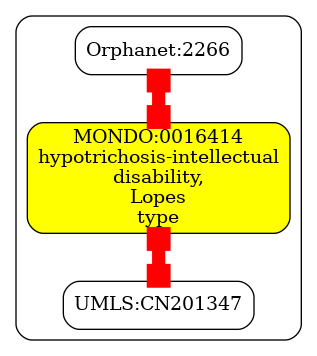 Orphanet:2266
MONDO:0016414
hypotrichosis-intellectual
disability,
Lopes
type
UMLS:CN201347